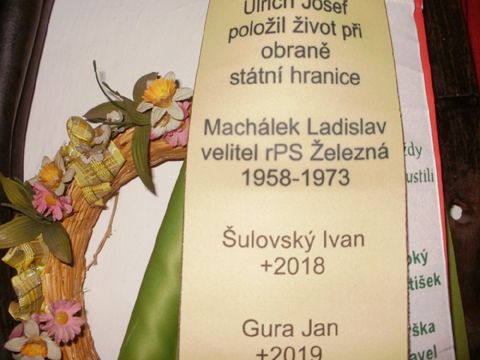 Ulrich Josef
položil život při
obraně
státní hranice
Machálek Ladislav
velitel rPS Železná
1958-1973
Šulovský Ivan
+2018
Gura Jan
+2019